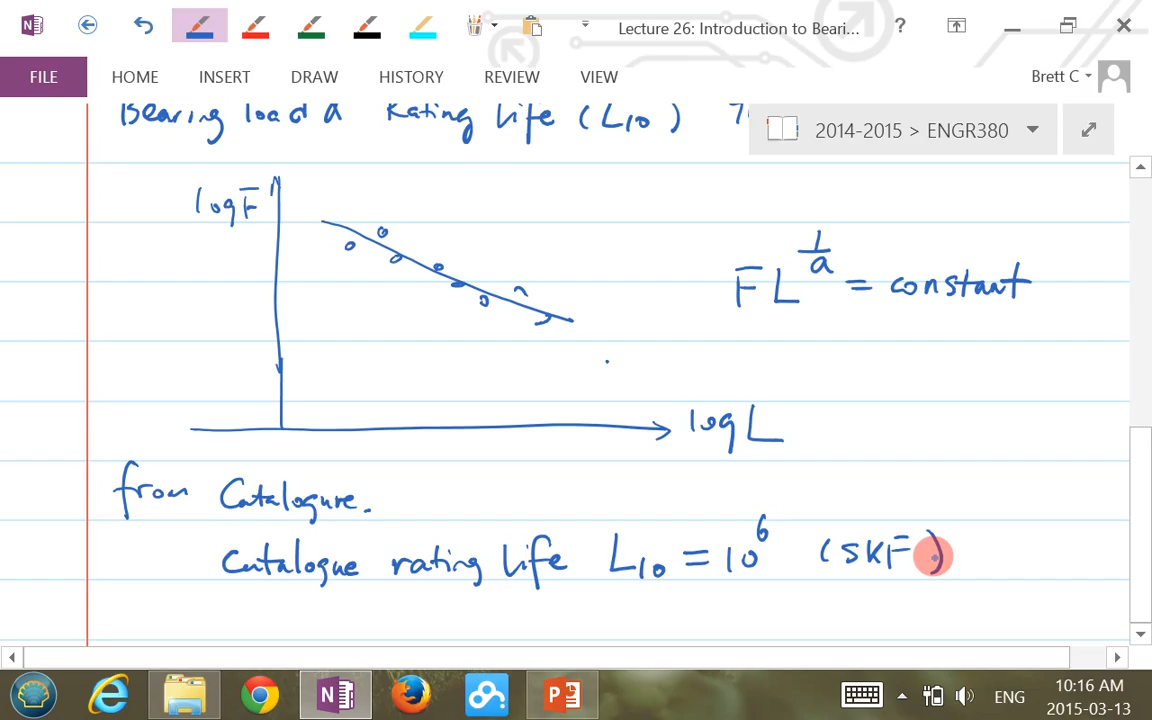 Lecture 26: Introduction to Beari...
?
FILE HOME INSERT DRAW HISTORY REVIEW VIEW
Brett C
Bearing load & Rating life (L10)
2014-2015 > ENGR380
log F
F L^(1/a) = constant
log L
from Catalogure.
Catalogue rating life L10 = 10^6 (SKF)
ENG
10:16 AM
2015-03-13